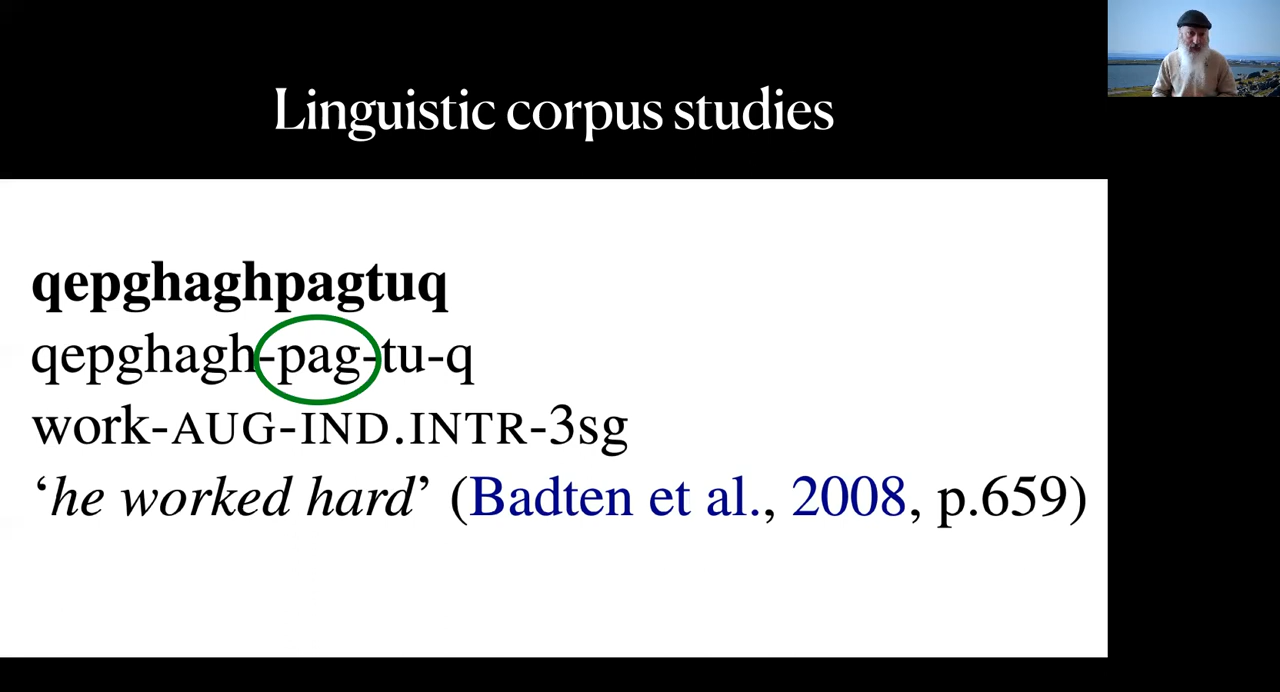 Linguistic corpus studies
qepghaghpagtuq
qepghagh-pag-tu-q
work-AUG-IND.INTR-3sg
‘he worked hard’ (Badten et al., 2008, p.659)